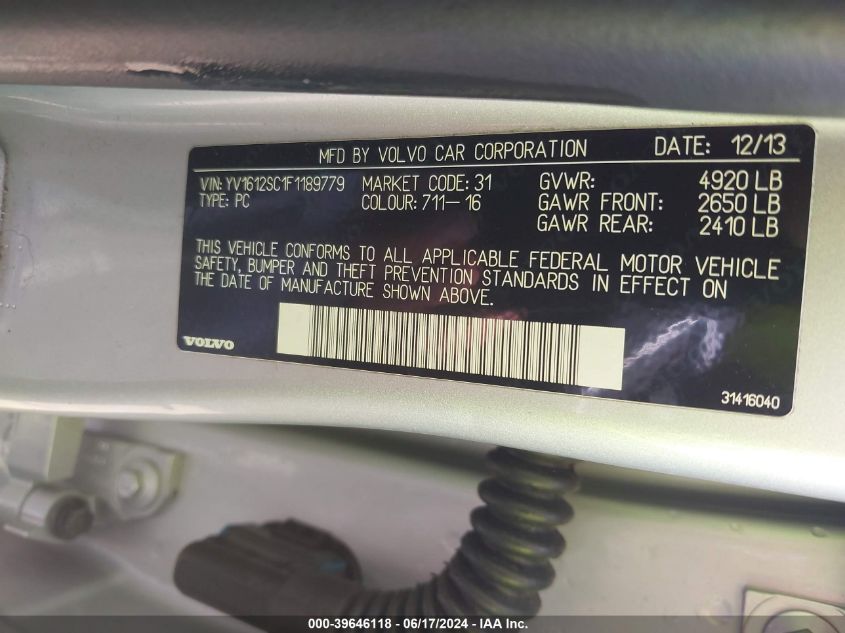 MFD BY VOLVO CAR CORPORATION DATE: 12/13
VIN: YV1612SC1F1189779 MARKET CODE: 31 GVWR: 4920 LB
TYPE: PC COLOUR: 711-16 GAWR FRONT: 2650 LB
GAWR REAR: 2410 LB
THIS VEHICLE CONFORMS TO ALL APPLICABLE FEDERAL MOTOR VEHICLE
SAFETY, BUMPER AND THEFT PREVENTION STANDARDS IN EFFECT ON
THE DATE OF MANUFACTURE SHOWN ABOVE.
VOLVO
31416040
000-39646118 - 06/17/2024 - IAA Inc.